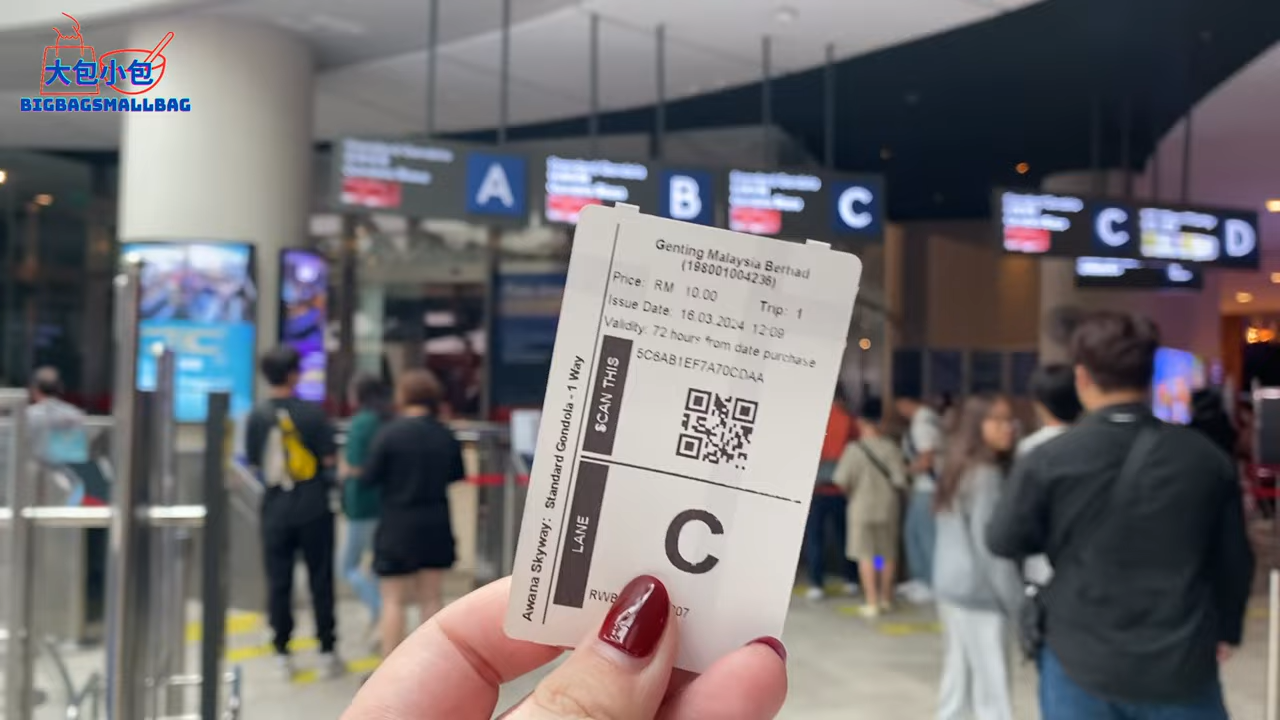 大包小包
BIGBAGSMALLBAG
A
B
C
C
D
Genting Malaysia Berhad
(198001004236)
Price: RM 10.00
Trip: 1
Issue Date: 16.03.2024 12:09
Validity: 72 hours from date purchase
5C6AB1EF7A70CDAA
SCAN THIS
Awana Skyway: Standard Gondola - 1 Way
LANE
C